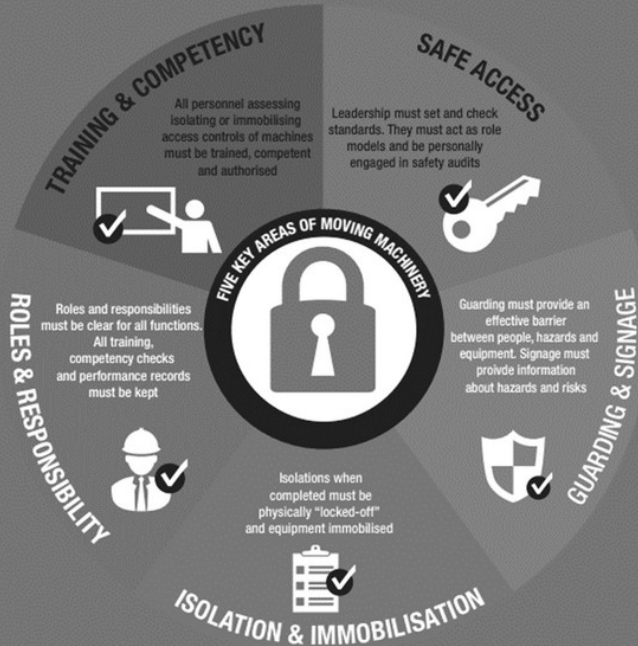 TRAINING & COMPETENCY
All personnel assessing
isolating or immobilising
access controls of machines
must be trained, competent
and authorised
SAFE ACCESS
Leadership must set and check
standards. They must act as role
models and be personally
engaged in safety audits
FIVE KEY AREAS OF MOVING MACHINERY
ROLES & RESPONSIBILITY
Roles and responsibilities
must be clear for all functions.
All training,
competency checks
and performance records
must be kept
GUARDING & SIGNAGE
Guarding must provide an
effective barrier
between people, hazards and
equipment. Signage must
proivde information
about hazards and risks
Isolations when
completed must be
physically “locked-off”
and equipment immobilised
ISOLATION & IMMOBILISATION